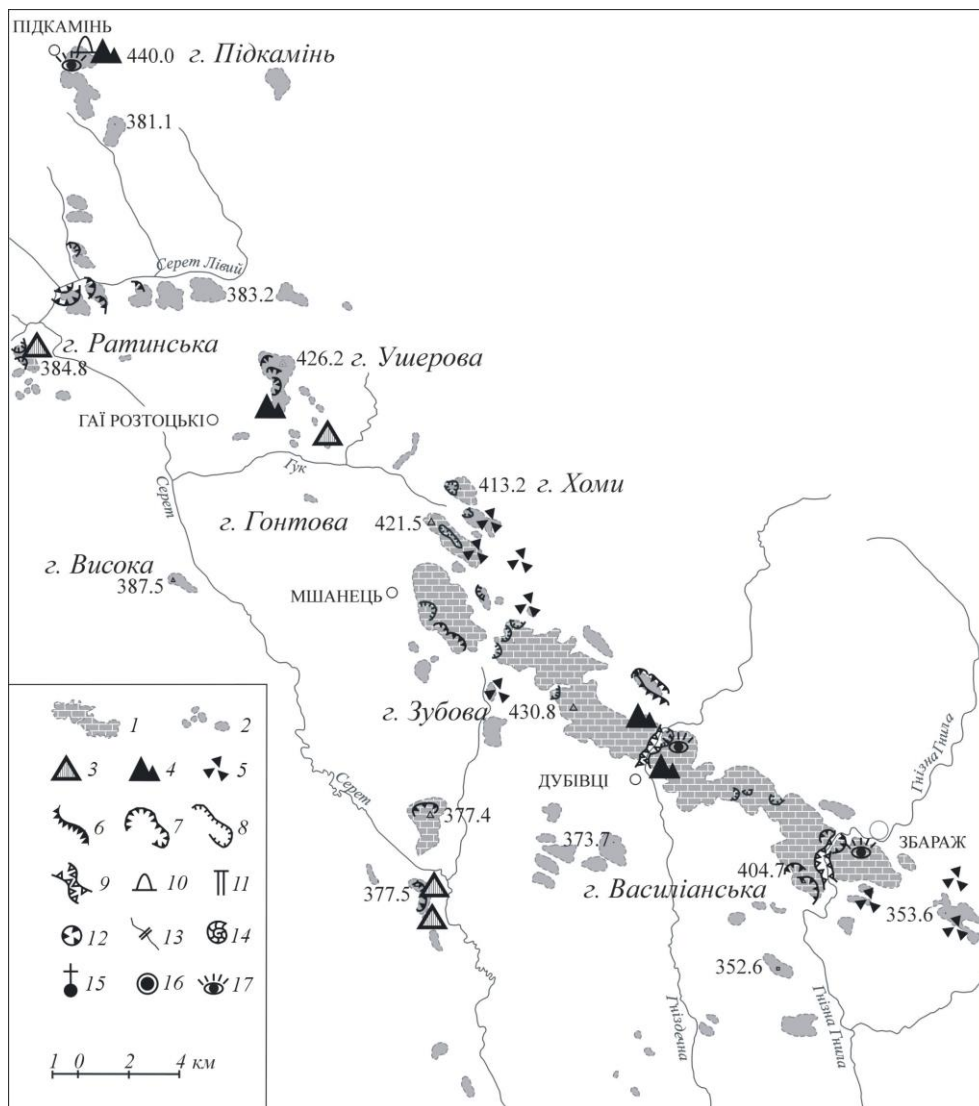 ПІДКАМІНЬ
440.0 г. Підкамінь
381.1
Серет Лівий
383.2
г. Ратинська
384.8
426.2 г. Ушерова
ГАЇ РОЗТОЦЬКІ
Гук
Серет
413.2 г. Хоми
г. Гонтова 421.5
г. Висока
387.5
МШАНЕЦЬ
г. Зубова 430.8
Гнізна Гнила
ДУБІВЦІ
ЗБАРАЖ
Серет
377.4
373.7
404.7
г. Василіанська
377.5
353.6
352.6
Гніздечна
Гнізна Гнила
1 2
3 4 5
6 7 8
9 10 11
12 13 14
15 16 17
1 0 2 4 км